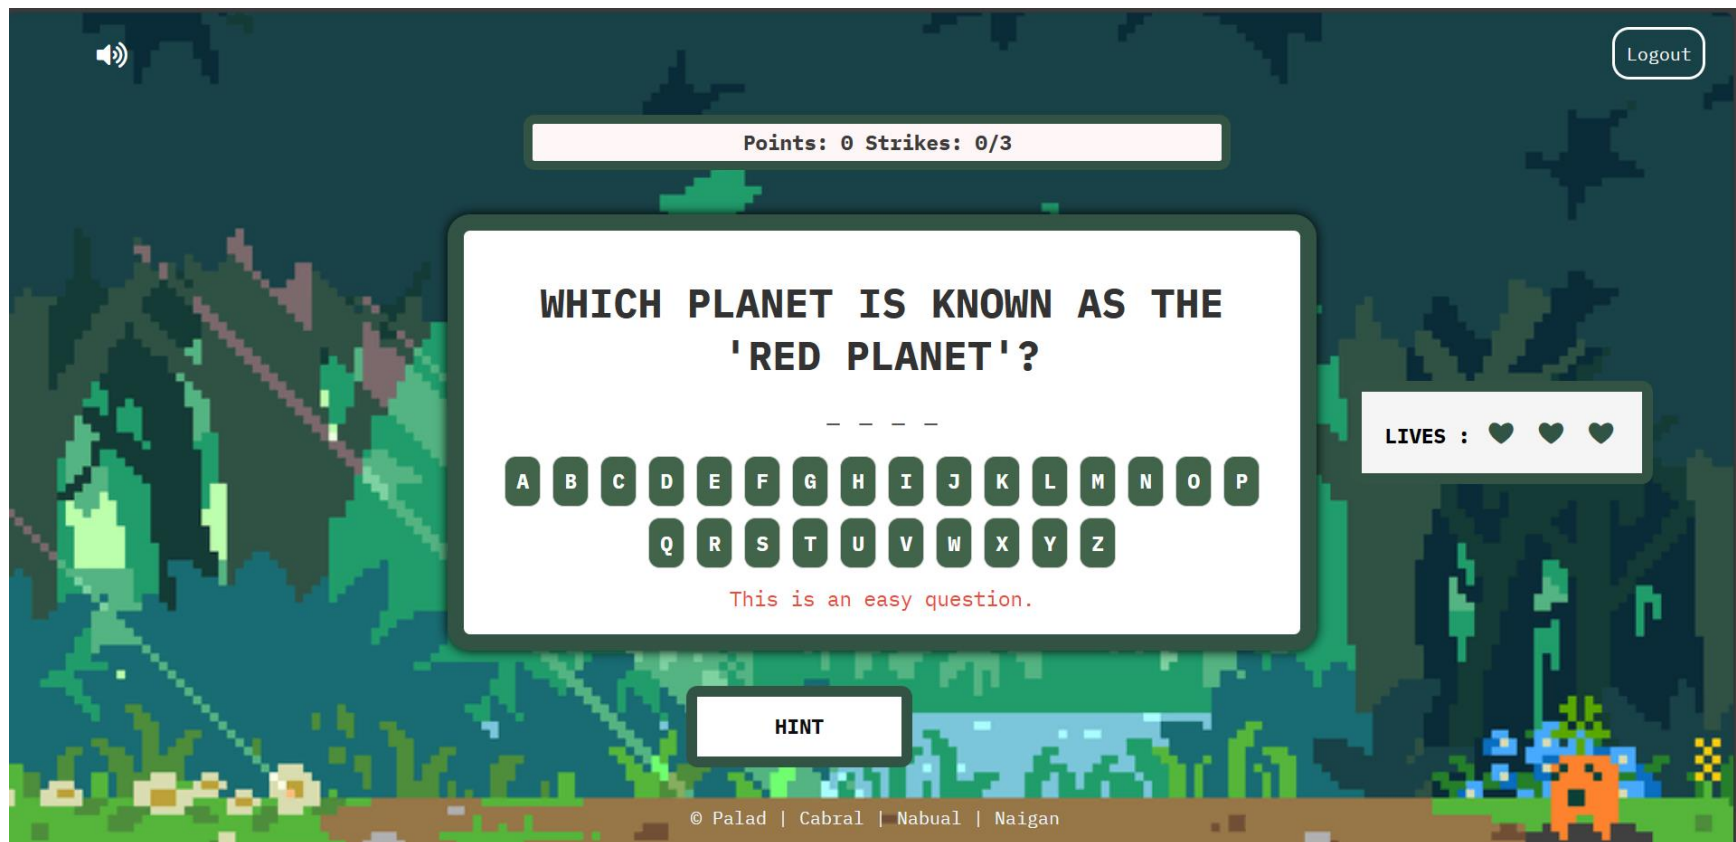 Logout
Points: 0 Strikes: 0/3
WHICH PLANET IS KNOWN AS THE
'RED PLANET'?
_ _ _ _
LIVES :
A B C D E F G H I J K L M N O P
Q R S T U V W X Y Z
This is an easy question.
HINT
© Palad | Cabral | Nabual | Naigan